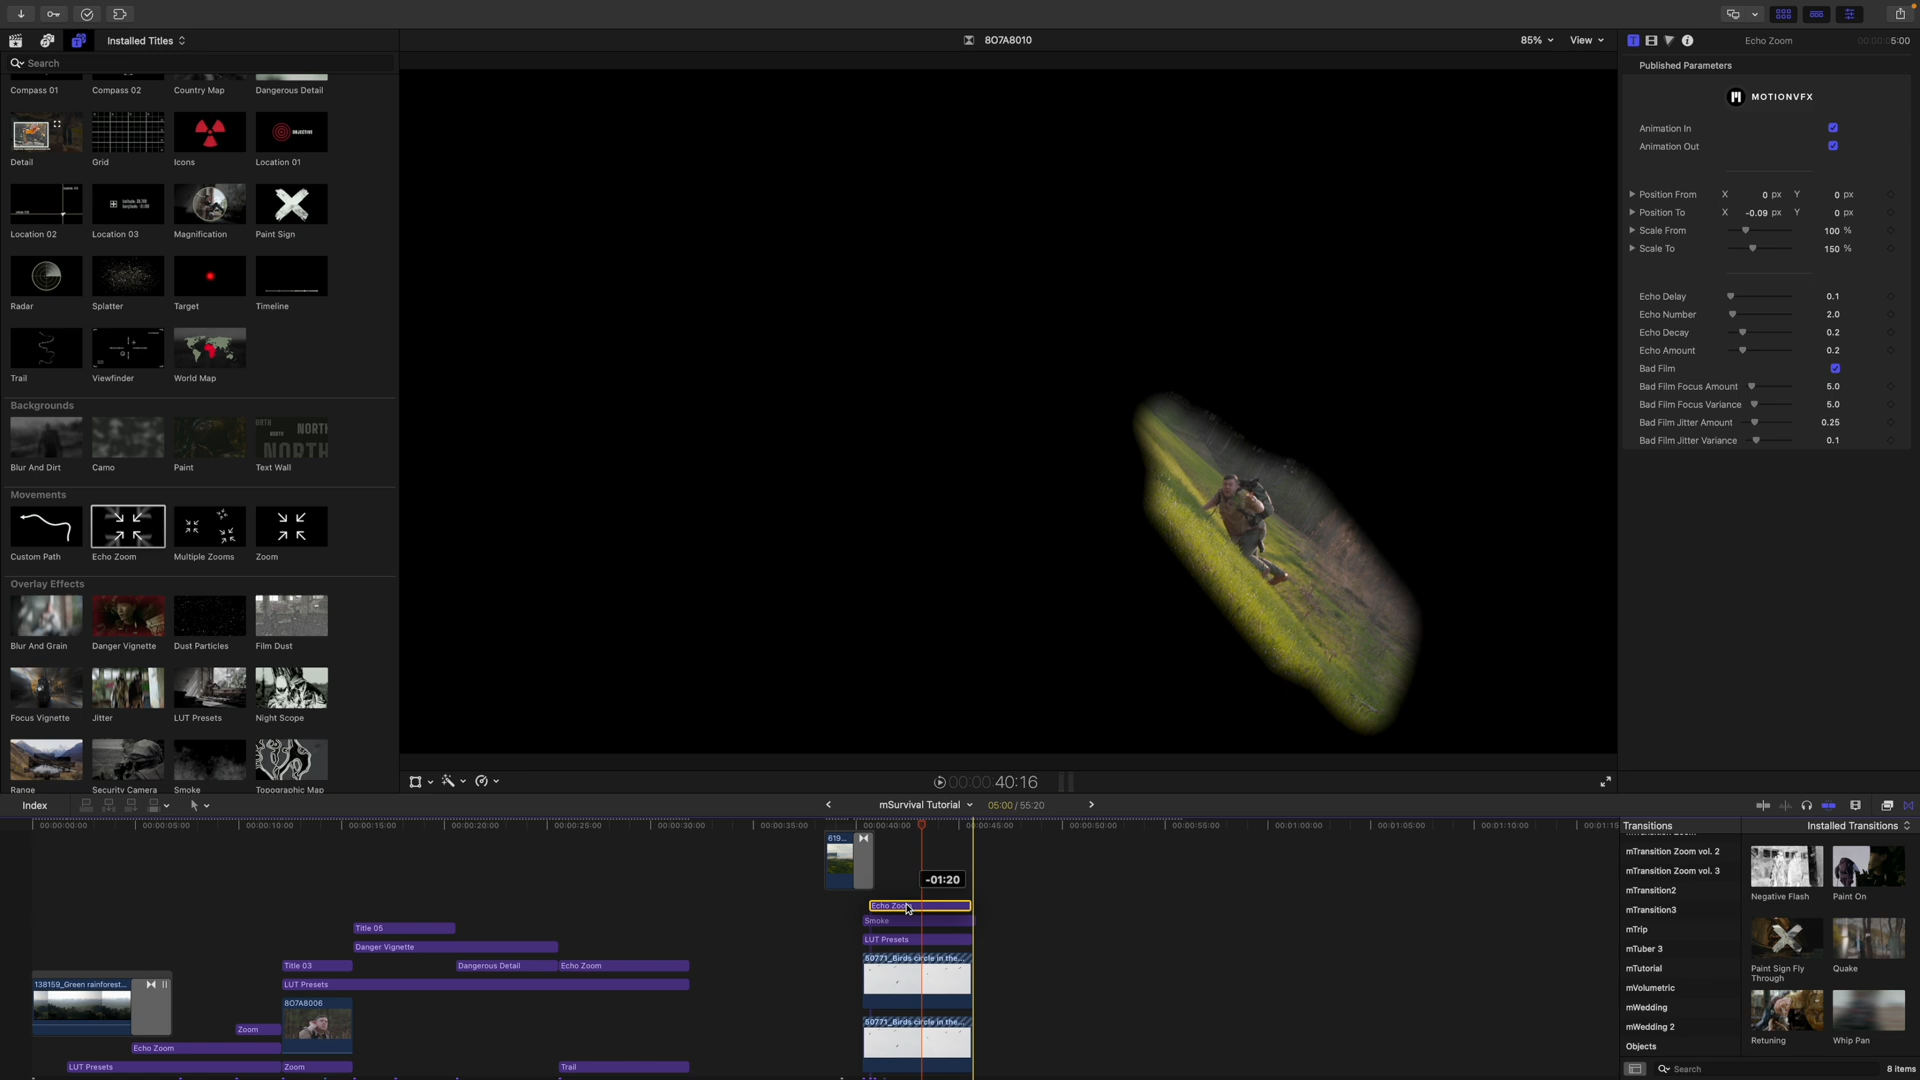 Installed Titles
8O7A8010
85%
View
Echo Zoom
00:00:05:00
Search
Published Parameters
Compass 01
Compass 02
Country Map
Dangerous Detail
MOTIONVFX
Animation In
Animation Out
OBJECTIVE
Detail
Grid
Icons
Location 01
Position From X 0 px Y 0 px
Position To X -0.09 px Y 0 px
Scale From 100 %
Scale To 150 %
Location 02
Location 03
Magnification
Paint Sign
Echo Delay 0.1
Echo Number 2.0
Echo Decay 0.2
Echo Amount 0.2
Bad Film
Bad Film Focus Amount 5.0
Bad Film Focus Variance 5.0
Bad Film Jitter Amount 0.25
Bad Film Jitter Variance 0.1
Radar
Splatter
Target
Timeline
Trail
Viewfinder
World Map
Backgrounds
NORTH
NORTH
Blur And Dirt
Camo
Paint
Text Wall
Movements
Custom Path
Echo Zoom
Multiple Zooms
Zoom
Overlay Effects
Blur And Grain
Danger Vignette
Dust Particles
Film Dust
Focus Vignette
Jitter
LUT Presets
Night Scope
Range
Security Camera
Smoke
Topographic Map
00:00:40:16
Index
mSurvival Tutorial
05:00 / 55:20
00:00:00:00
00:00:05:00
00:00:10:00
00:00:15:00
00:00:20:00
00:00:25:00
00:00:30:00
00:00:35:00
00:00:40:00
00:00:45:00
00:00:50:00
00:00:55:00
00:01:00:00
00:01:05:00
00:01:10:00
00:01:15
Transitions
Installed Transitions
619...
-01:20
Echo Zoom
Smoke
LUT Presets
50771_Birds circle in the...
50771_Birds circle in the...
Title 05
Danger Vignette
Title 03
Dangerous Detail
Echo Zoom
LUT Presets
138159_Green rainforest...
8O7A8006
Zoom
Echo Zoom
LUT Presets
Zoom
Trail
mTransition Zoom vol. 2
mTransition Zoom vol. 3
mTransition2
mTransition3
mTrip
mTuber 3
mTutorial
mVolumetric
mWedding
mWedding 2
Objects
Negative Flash
Paint On
Paint Sign Fly Through
Quake
Retuning
Whip Pan
Search
8 items